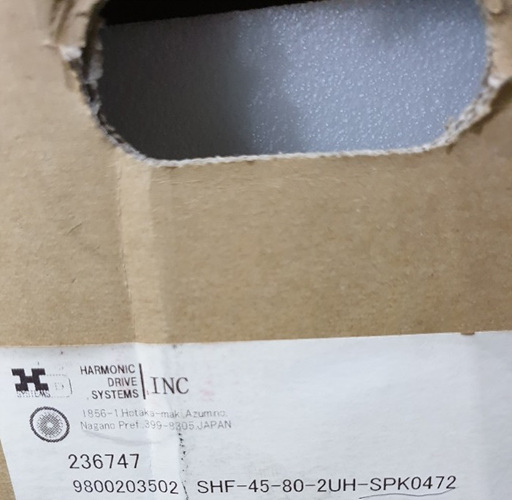 HARMONIC
DRIVE
SYSTEMS INC
SYSTEMS
1856-1,Hotaka-maki,Azumino,
Nagano Pref.399-8305,JAPAN
236747
9800203502 SHF-45-80-2UH-SPK0472